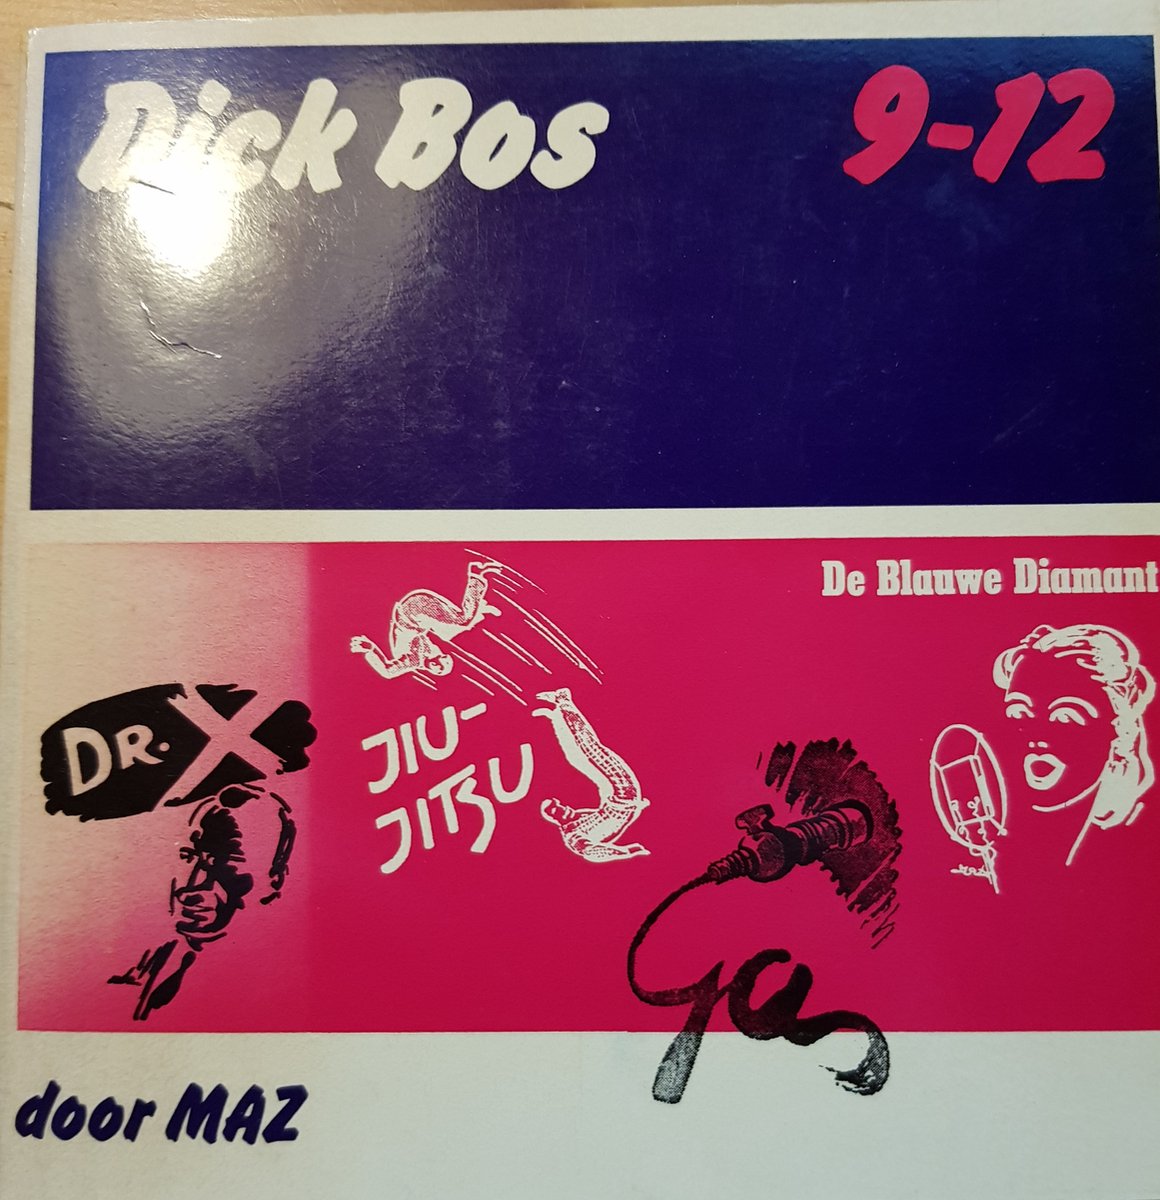 Dick Bos 9-12
De Blauwe Diamant
DR. X
JIU-
JITSU
Gas
door MAZ